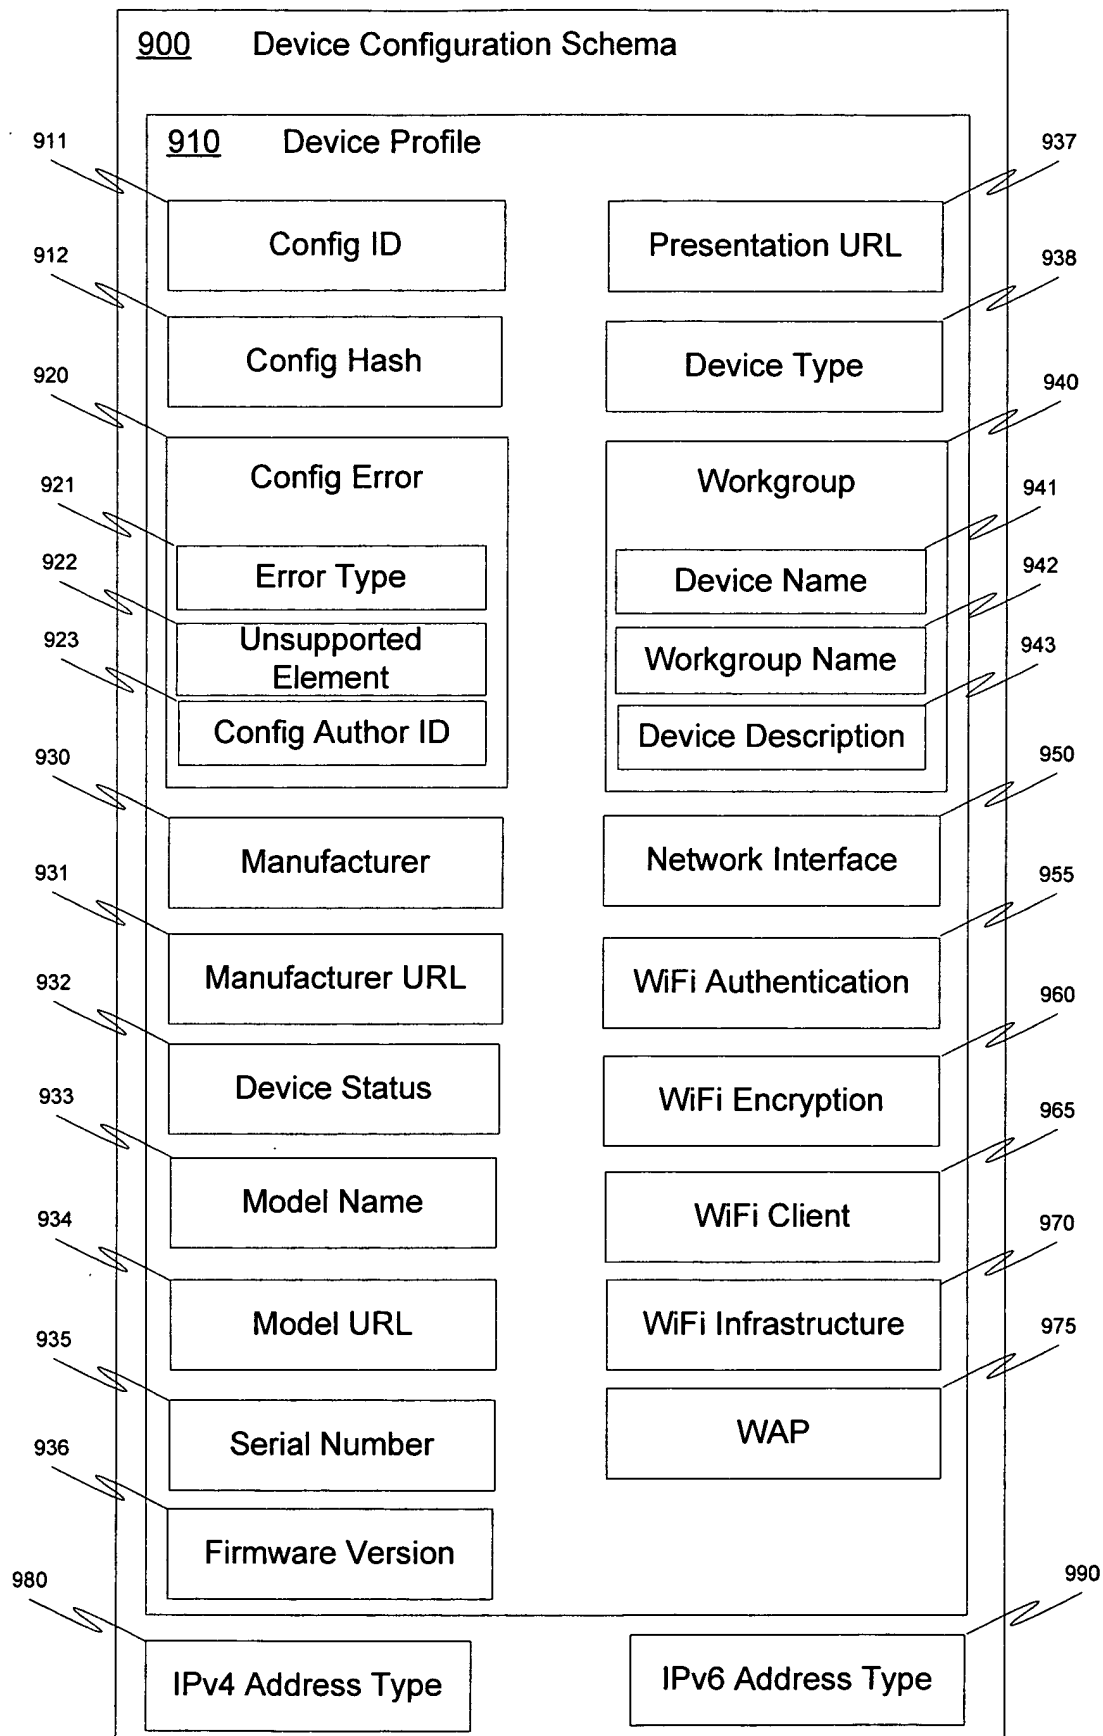 900 Device Configuration Schema
910 Device Profile
911
Config ID
912
Config Hash
920
Config Error
921
Error Type
922
Unsupported
Element
923
Config Author ID
930
Manufacturer
931
Manufacturer URL
932
Device Status
933
Model Name
934
Model URL
935
Serial Number
936
Firmware Version
937
Presentation URL
938
Device Type
940
Workgroup
941
Device Name
942
Workgroup Name
943
Device Description
950
Network Interface
955
WiFi Authentication
960
WiFi Encryption
965
WiFi Client
970
WiFi Infrastructure
975
WAP
980
IPv4 Address Type
990
IPv6 Address Type